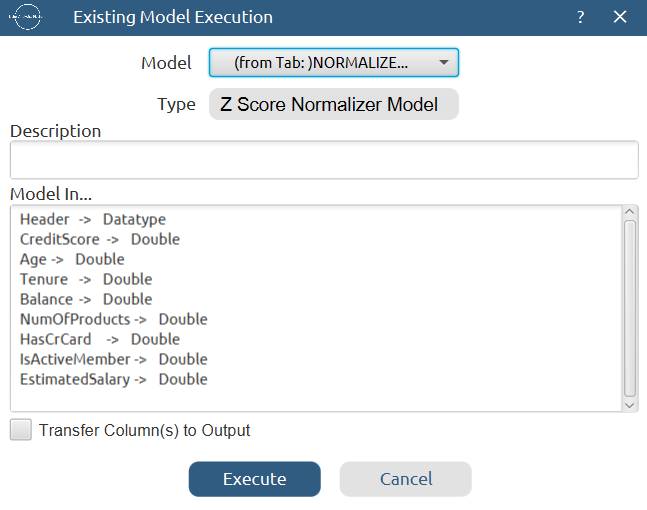 Existing Model Execution ? ×
Model (from Tab: )NORMALIZE...
Type Z Score Normalizer Model
Description
Model In...
Header -> Datatype
CreditScore -> Double
Age -> Double
Tenure -> Double
Balance -> Double
NumOfProducts -> Double
HasCrCard -> Double
IsActiveMember -> Double
EstimatedSalary -> Double
Transfer Column(s) to Output
Execute Cancel